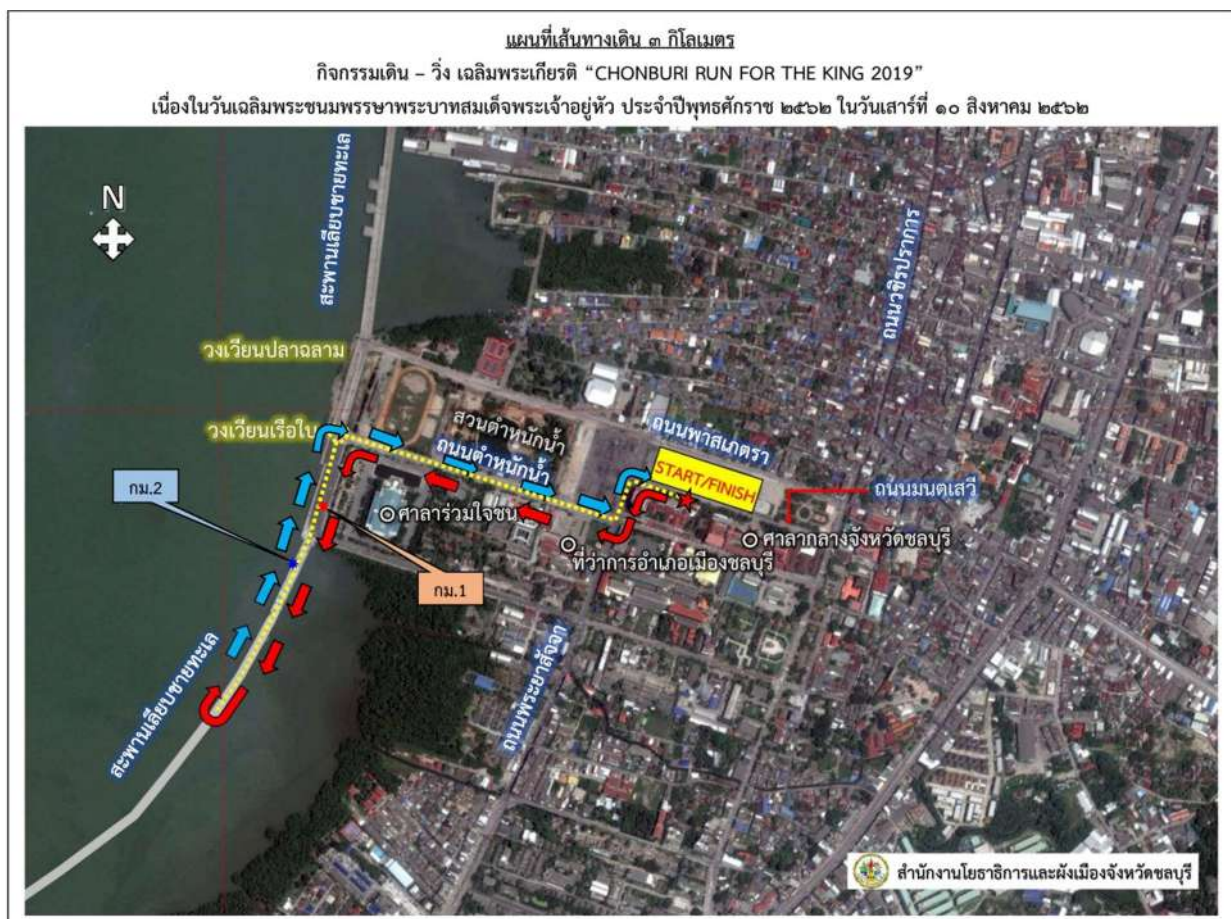 แผนที่เส้นทางเดิน ๓ กิโลเมตร
กิจกรรมเดิน – วิ่ง เฉลิมพระเกียรติ “CHONBURI RUN FOR THE KING 2019”
เนื่องในวันเฉลิมพระชนมพรรษาพระบาทสมเด็จพระเจ้าอยู่หัว ประจำปีพุทธศักราช ๒๕๖๒ ในวันเสาร์ที่ ๑๐ สิงหาคม ๒๕๖๒
N
สะพานเลียบชายทะเล
ถนนวชิรปราการ
วงเวียนปลาฉลาม
วงเวียนเรือใบ
สวนตำหนักน้ำ
ถนนตำหนักน้ำ
ถนนพาสเภตรา
START/FINISH
กม.2
ถนนมนตเสวี
ศาลาร่วมใจชน
ศาลากลางจังหวัดชลบุรี
ที่ว่าการอำเภอเมืองชลบุรี
กม.1
สะพานเลียบชายทะเล
ถนนพระยาสัจจา
สำนักงานโยธาธิการและผังเมืองจังหวัดชลบุรี